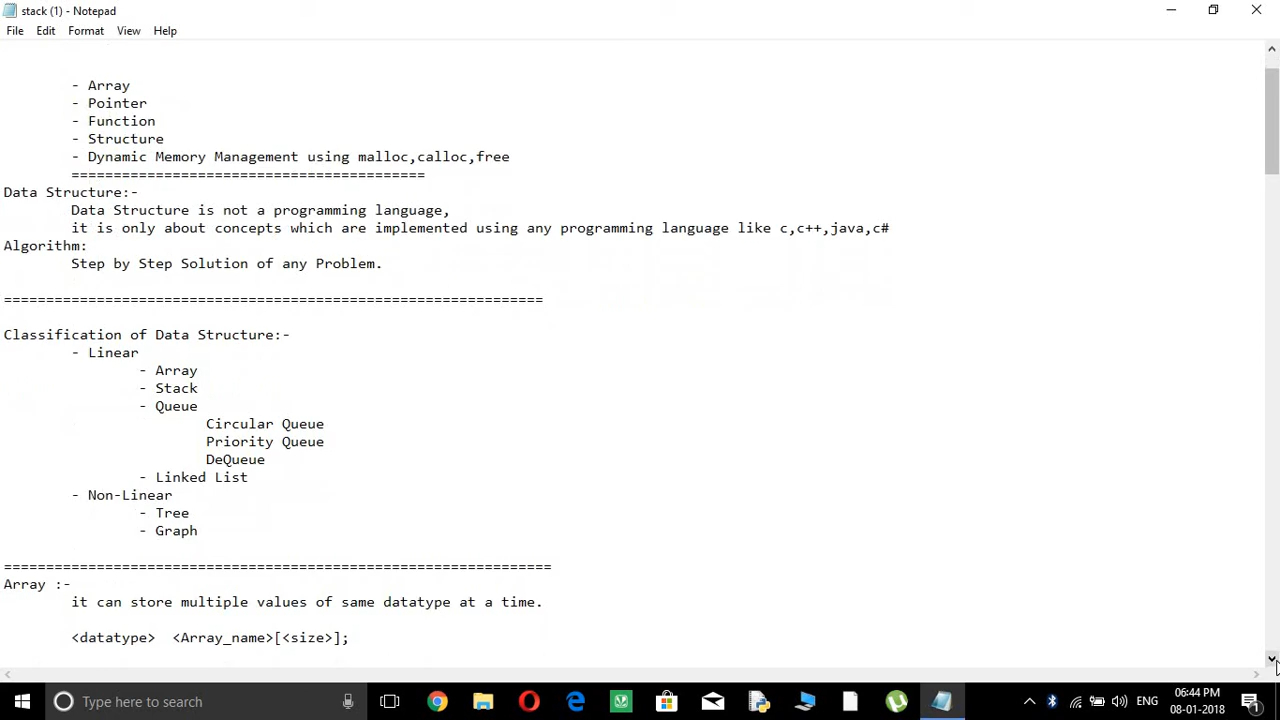 stack (1) - Notepad
File Edit Format View Help
- Array
- Pointer
- Function
- Structure
- Dynamic Memory Management using malloc,calloc,free
==========================================
Data Structure:-
Data Structure is not a programming language,
it is only about concepts which are implemented using any programming language like c,c++,java,c#
Algorithm:
Step by Step Solution of any Problem.
================================================================
Classification of Data Structure:-
- Linear
- Array
- Stack
- Queue
Circular Queue
Priority Queue
DeQueue
- Linked List
- Non-Linear
- Tree
- Graph
=================================================================
Array :-
it can store multiple values of same datatype at a time.
<datatype>  <Array_name>[<size>];
Type here to search
ENG
06:44 PM
08-01-2018
1